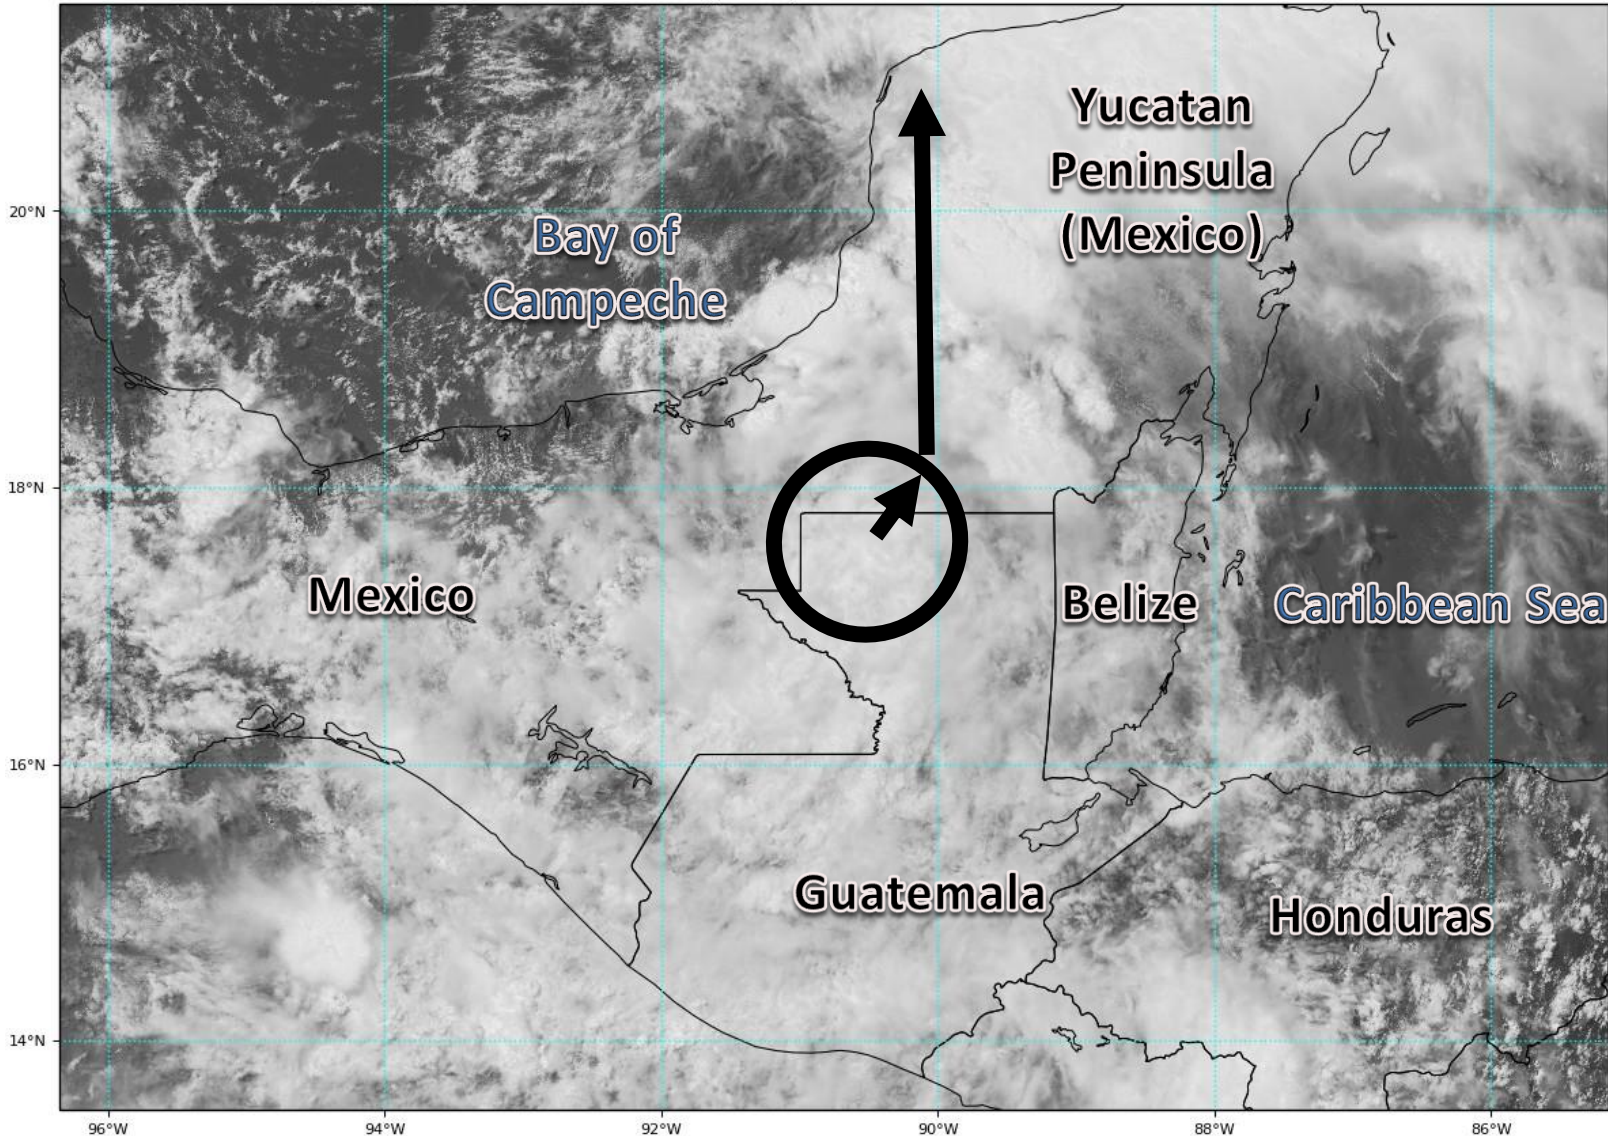 Yucatan
Peninsula
(Mexico)
20°N
Bay of
Campeche
18°N
Mexico
Belize
Caribbean Sea
16°N
Guatemala
Honduras
14°N
96°W
94°W
92°W
90°W
88°W
86°W